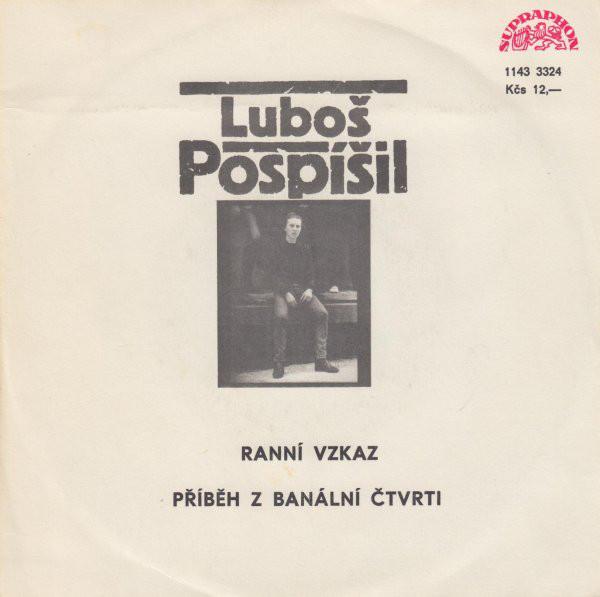 SUPRAPHON
1143 3324
Kčs 12,—
Luboš
Pospíšil
RANNÍ VZKAZ
PŘÍBĚH Z BANÁLNÍ ČTVRTI